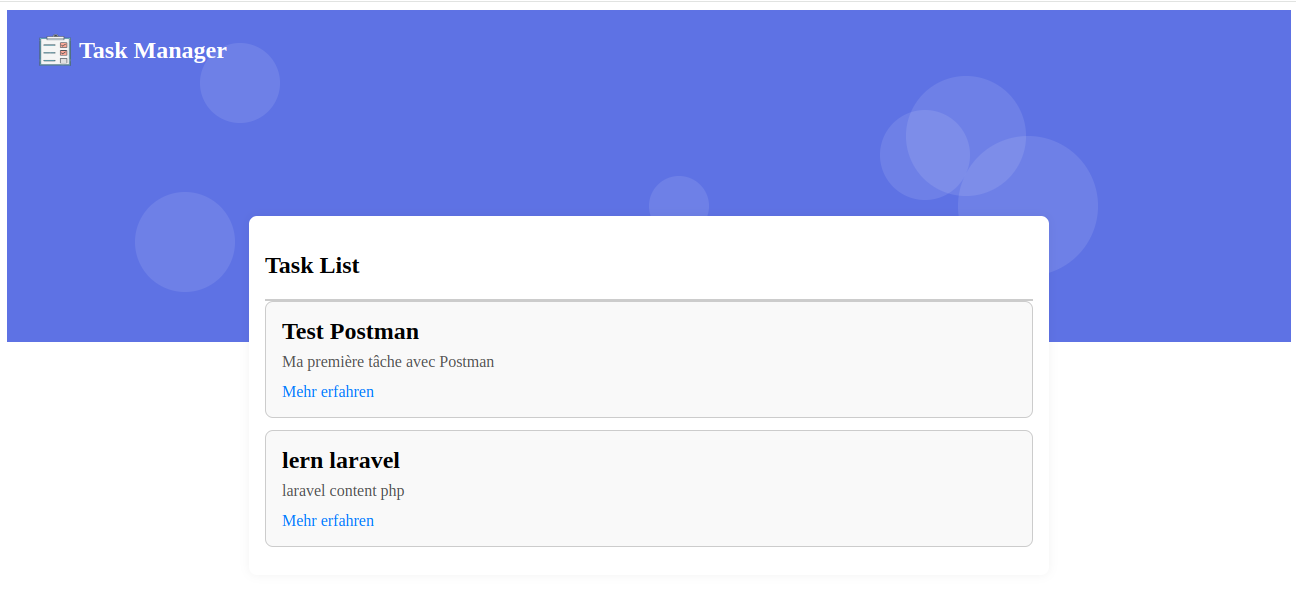 Task Manager
Task List
Test Postman
Ma première tâche avec Postman
Mehr erfahren
lern laravel
laravel content php
Mehr erfahren